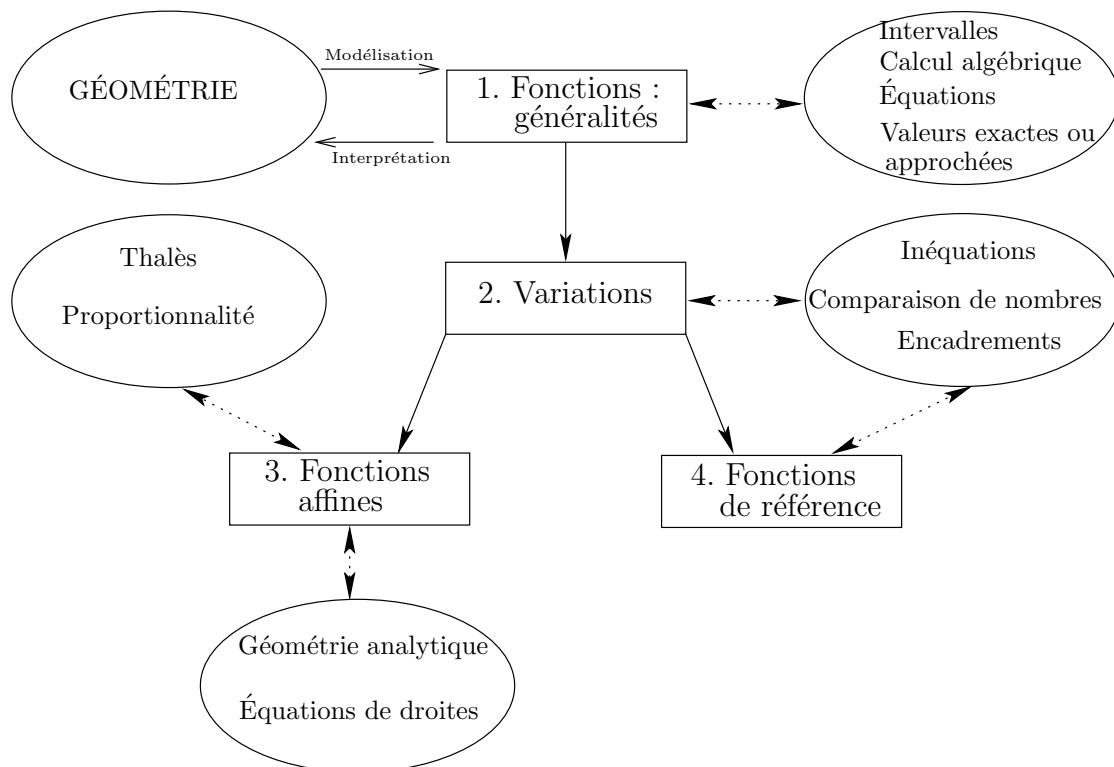 Modélisation
GÉOMÉTRIE
Interprétation
1. Fonctions :
généralités
Intervalles
Calcul algébrique
Équations
Valeurs exactes ou
approchées
Thalès
Proportionnalité
2. Variations
Inéquations
Comparaison de nombres
Encadrements
3. Fonctions
affines
4. Fonctions
de référence
Géométrie analytique
Équations de droites